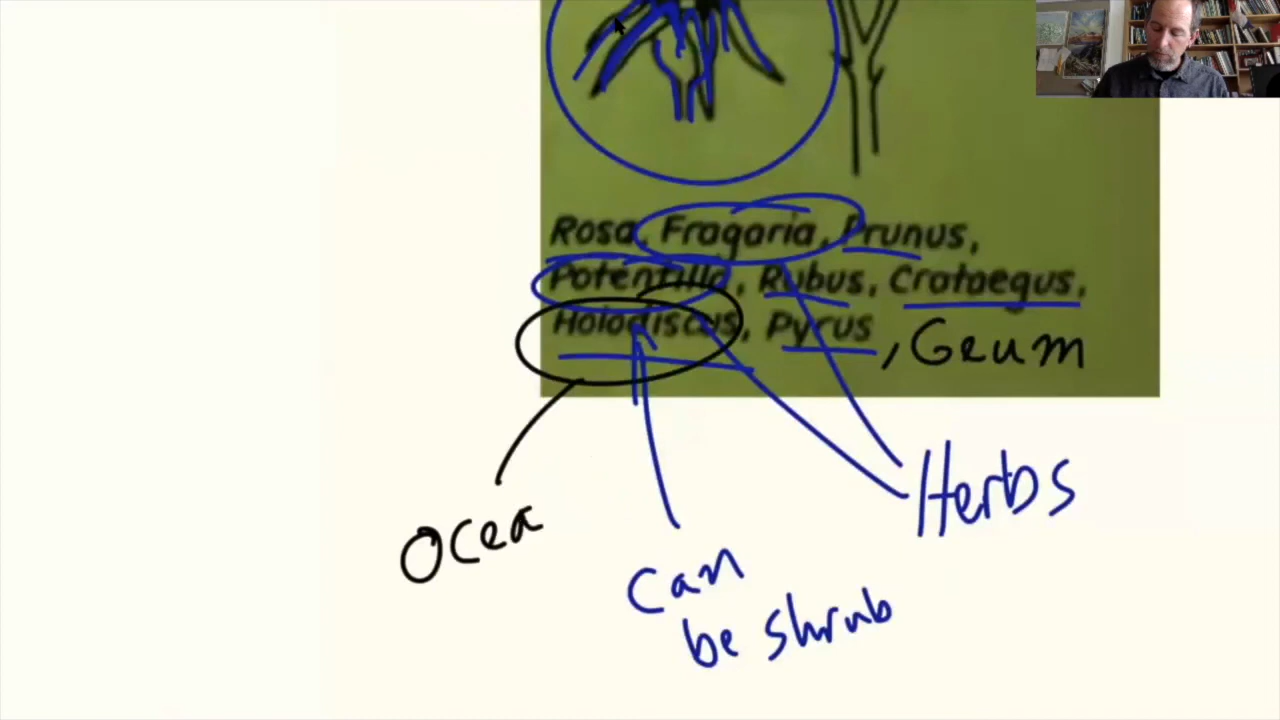 Rosa, Fragaria, Prunus,
Potentilla, Rubus, Crataegus,
Holodiscus, Pyrus, Geum
Herbs
Ocea
Can
be shrub